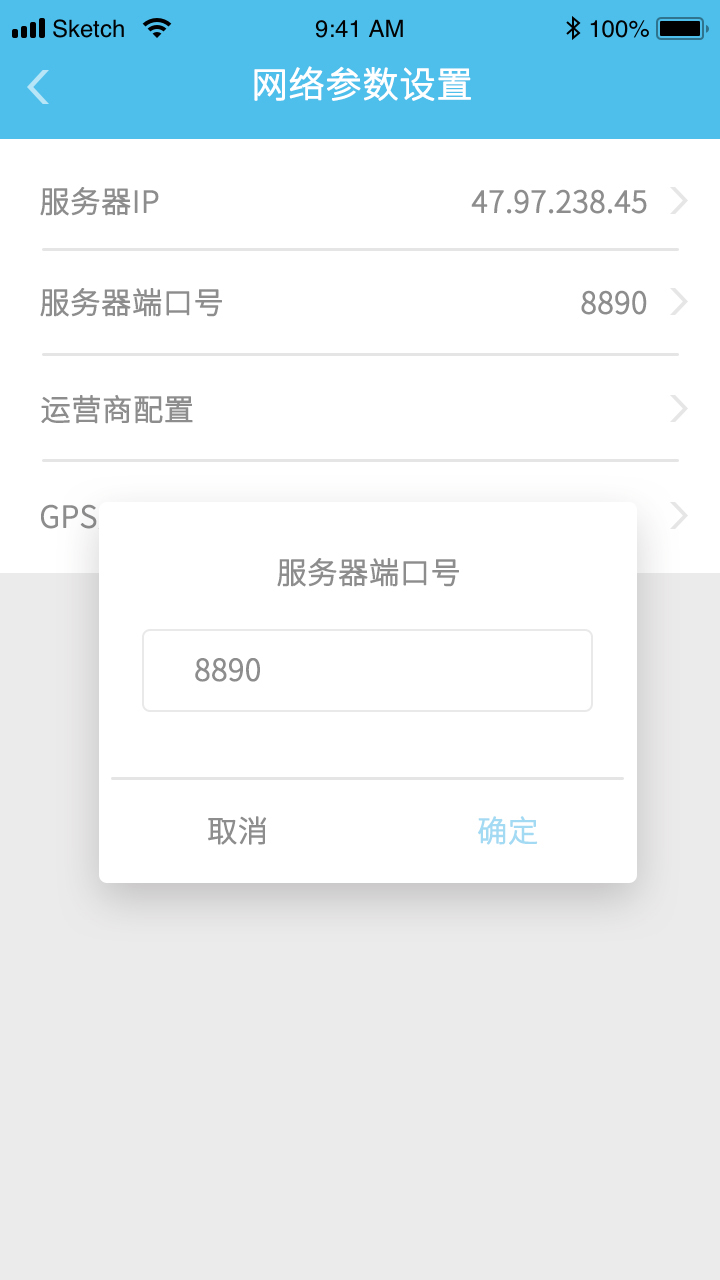 Sketch 9:41 AM 100%
网络参数设置
服务器IP 47.97.238.45
服务器端口号 8890
运营商配置
GPS
服务器端口号
8890
取消 确定